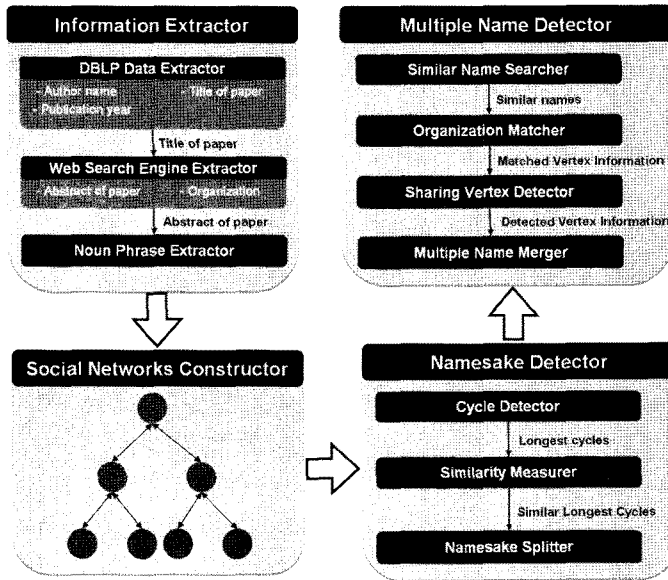 Information Extractor
DBLP Data Extractor
- Author name - Title of paper
- Publication year
Title of paper
Web Search Engine Extractor
- Abstract of paper - Organization
Abstract of paper
Noun Phrase Extractor
Multiple Name Detector
Similar Name Searcher
Similar names
Organization Matcher
Matched Vertex Information
Sharing Vertex Detector
Detected Vertex Information
Multiple Name Merger
Social Networks Constructor
Namesake Detector
Cycle Detector
Longest cycles
Similarity Measurer
Similar Longest Cycles
Namesake Splitter